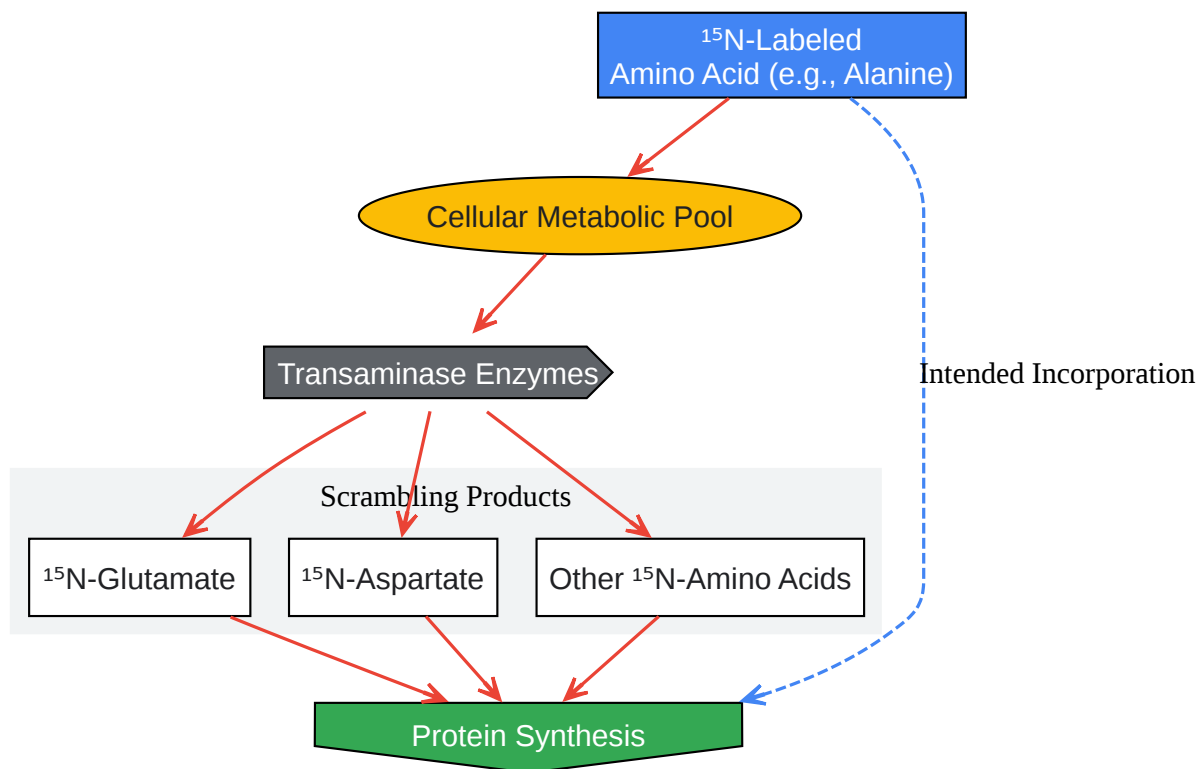 ¹⁵N-Labeled
Amino Acid (e.g., Alanine)
Cellular Metabolic Pool
Transaminase Enzymes
Intended Incorporation
Scrambling Products
¹⁵N-Glutamate
¹⁵N-Aspartate
Other ¹⁵N-Amino Acids
Protein Synthesis